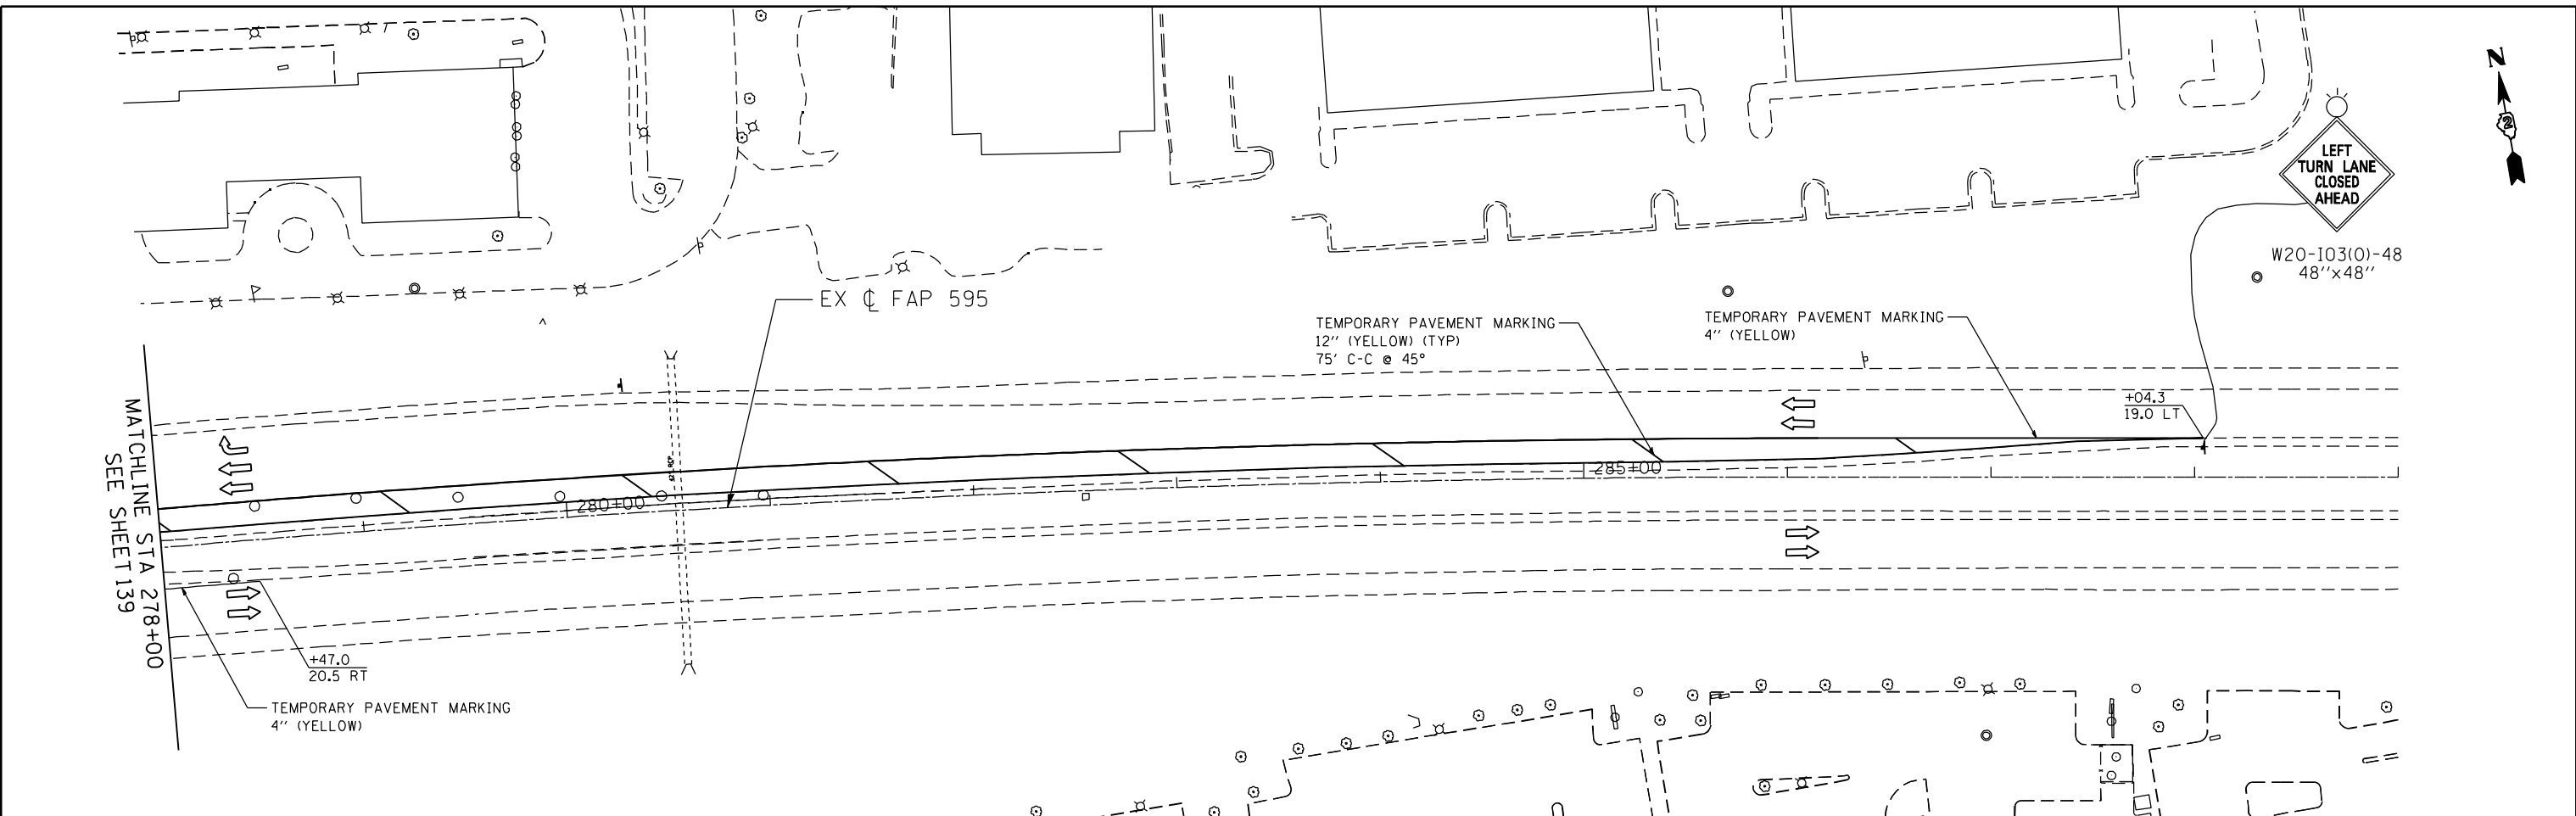 N
2
LEFT
TURN LANE
CLOSED
AHEAD
W20-I03(O)-48
48"x48"
EX ℄ FAP 595
TEMPORARY PAVEMENT MARKING
12" (YELLOW) (TYP)
75' C-C @ 45°
TEMPORARY PAVEMENT MARKING
4" (YELLOW)
+04.3
19.0 LT
285+00
280+00
MATCHLINE STA 278+00
SEE SHEET 139
+47.0
20.5 RT
TEMPORARY PAVEMENT MARKING
4" (YELLOW)